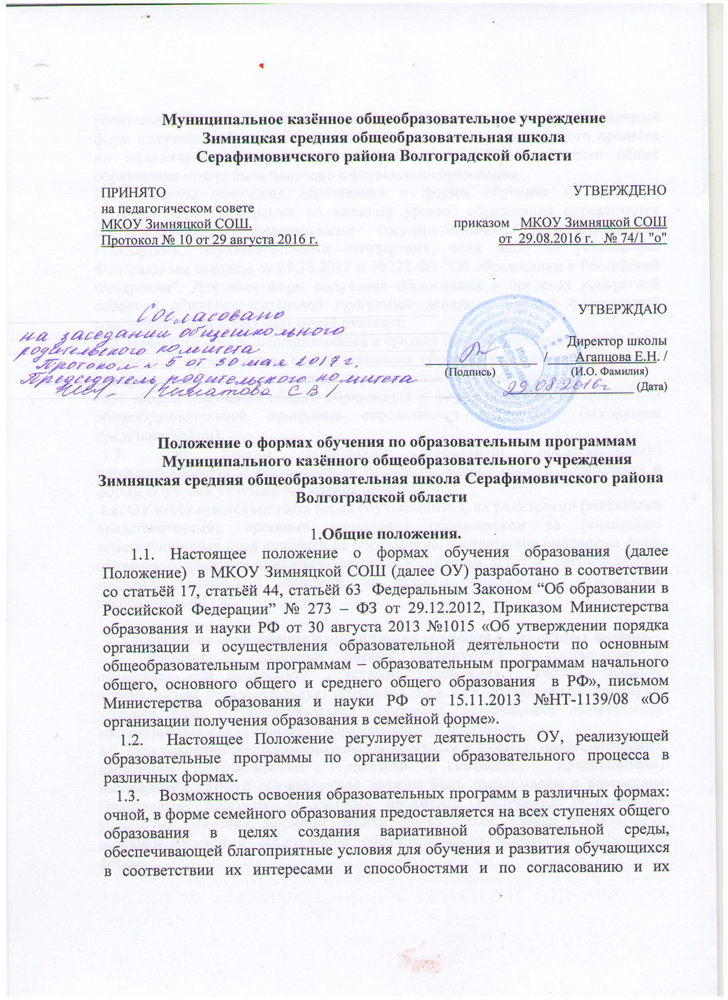 Муниципальное казённое общеобразовательное учреждение
Зимняцкая средняя общеобразовательная школа
Серафимовичского района Волгоградской области
ПРИНЯТО
на педагогическом совете
МКОУ Зимняцкой СОШ.
Протокол № 10 от 29 августа 2016 г.
УТВЕРЖДЕНО
приказом _МКОУ Зимняцкой СОШ
от 29.08.2016 г. № 74/1 "о"
Согласовано
на заседании общешкольного
родительского комитета.
Протокол № 5 от 30 мая 2017 г.
Председатель родительского комитета
УТВЕРЖДАЮ
Директор школы
/ Агапцова Е.Н. /
(Подпись) (И.О. Фамилия)
29.08.2016г (Дата)
Положение о формах обучения по образовательным программам
Муниципального казённого общеобразовательного учреждения
Зимняцкая средняя общеобразовательная школа Серафимовичского района
Волгоградской области
1.Общие положения.
1.1. Настоящее положение о формах обучения образования (далее
Положение) в МКОУ Зимняцкой СОШ (далее ОУ) разработано в соответствии
со статьёй 17, статьёй 44, статьёй 63 Федеральным Законом “Об образовании в
Российской Федерации” № 273 – ФЗ от 29.12.2012, Приказом Министерства
образования и науки РФ от 30 августа 2013 №1015 «Об утверждении порядка
организации и осуществления образовательной деятельности по основным
общеобразовательным программам – образовательным программам начального
общего, основного общего и среднего общего образования в РФ», письмом
Министерства образования и науки РФ от 15.11.2013 №НТ-1139/08 «Об
организации получения образования в семейной форме».
1.2. Настоящее Положение регулирует деятельность ОУ, реализующей
образовательные программы по организации образовательного процесса в
различных формах.
1.3. Возможность освоения образовательных программ в различных формах:
очной, в форме семейного образования предоставляется на всех ступенях общего
образования в целях создания вариативной образовательной среды,
обеспечивающей благоприятные условия для обучения и развития обучающихся
в соответствии их интересами и способностями и по согласованию и их